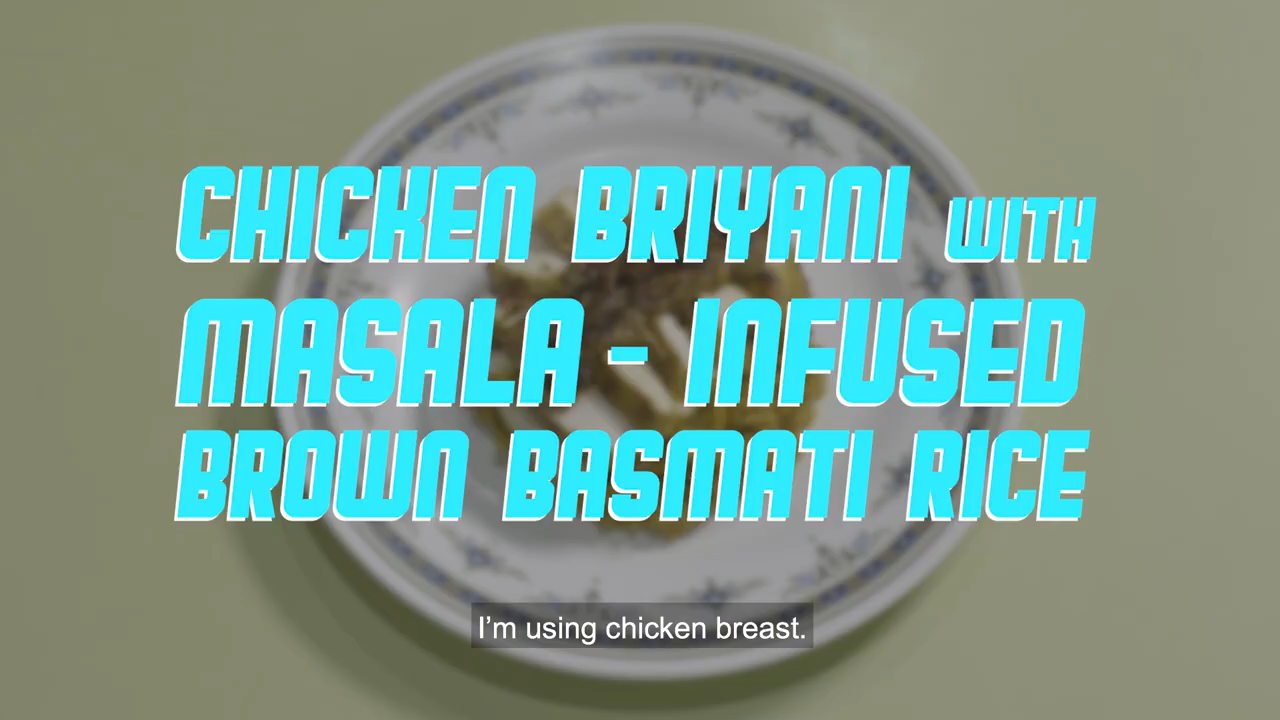 CHICKEN BRIYANI WITH
MASALA - INFUSED
BROWN BASMATI RICE
I'm using chicken breast.